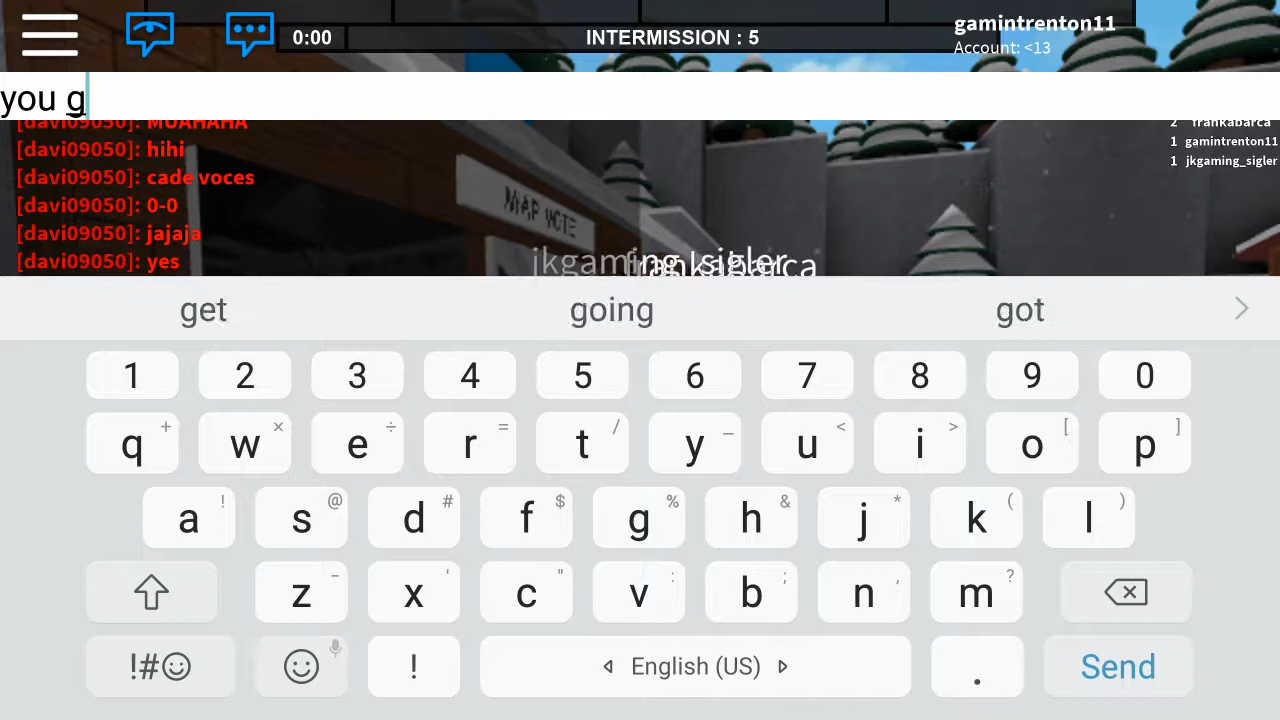 gamintrenton11
0:00
INTERMISSION : 5
Account: <13
you g
[davi09050]: MUAHAHA
2 frankabarca
[davi09050]: hihi
1 gamintrenton11
[davi09050]: cade voces
1 jkgaming_sigler
[davi09050]: 0-0
MAP VOTE
[davi09050]: jajaja
[davi09050]: yes
jkgaming_sigler
frankabarca
get going got
1 2 3 4 5 6 7 8 9 0
q + w × e ÷ r = t / y _ u < i > o [ p ]
a ! s @ d # f $ g % h & j * k ( l )
z - x ' c " v : b ; n , m ?
!#☺ ! English (US) . Send